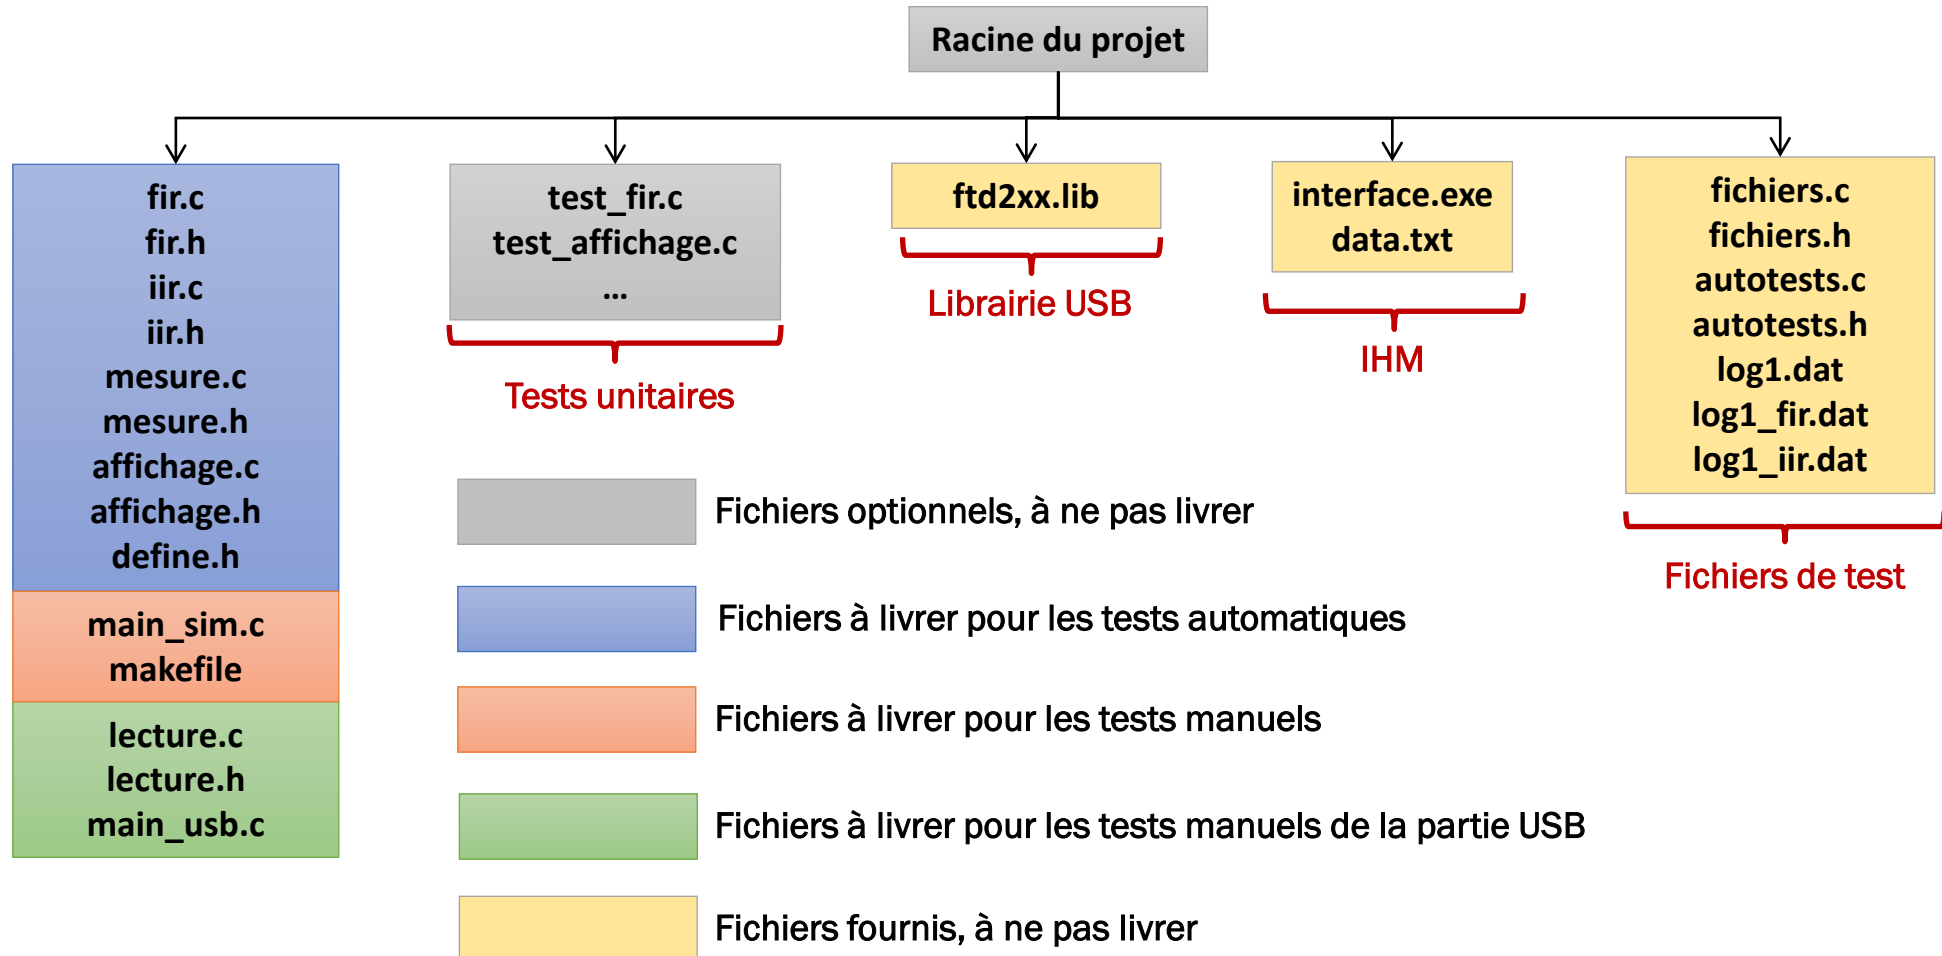 Racine du projet
fir.c
fir.h
iir.c
iir.h
mesure.c
mesure.h
affichage.c
affichage.h
define.h
main_sim.c
makefile
lecture.c
lecture.h
main_usb.c
test_fir.c
test_affichage.c
...
Tests unitaires
ftd2xx.lib
Librairie USB
interface.exe
data.txt
IHM
fichiers.c
fichiers.h
autotests.c
autotests.h
log1.dat
log1_fir.dat
log1_iir.dat
Fichiers de test
Fichiers optionnels, à ne pas livrer
Fichiers à livrer pour les tests automatiques
Fichiers à livrer pour les tests manuels
Fichiers à livrer pour les tests manuels de la partie USB
Fichiers fournis, à ne pas livrer